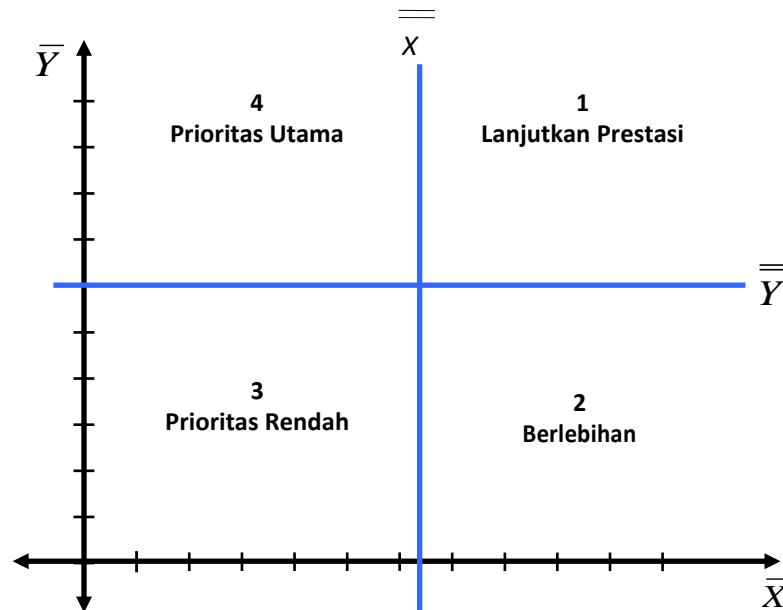 X̿
Y̅
4
Prioritas Utama
1
Lanjutkan Prestasi
Y̿
3
Prioritas Rendah
2
Berlebihan
X̅